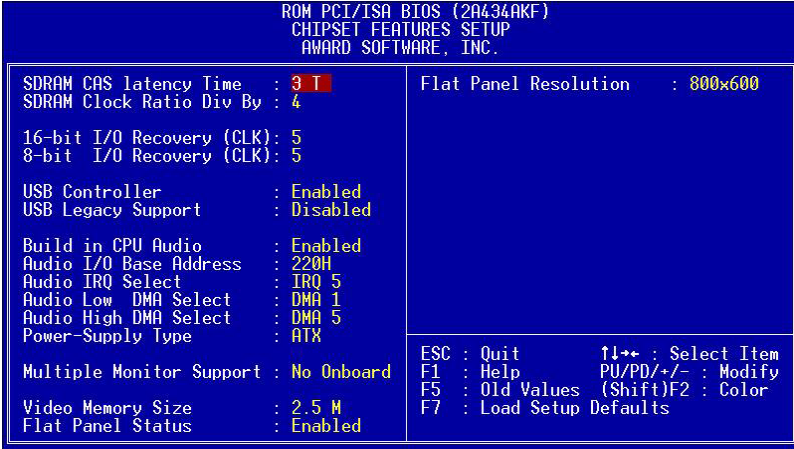 ROM PCI/ISA BIOS (2A434AKF)
CHIPSET FEATURES SETUP
AWARD SOFTWARE, INC.
SDRAM CAS latency Time : 3 T
SDRAM Clock Ratio Div By : 4
16-bit I/O Recovery (CLK): 5
8-bit I/O Recovery (CLK): 5
USB Controller : Enabled
USB Legacy Support : Disabled
Build in CPU Audio : Enabled
Audio I/O Base Address : 220H
Audio IRQ Select : IRQ 5
Audio Low DMA Select : DMA 1
Audio High DMA Select : DMA 5
Power-Supply Type : ATX
Multiple Monitor Support : No Onboard
Video Memory Size : 2.5 M
Flat Panel Status : Enabled
Flat Panel Resolution : 800x600
ESC : Quit ↑↓→← : Select Item
F1 : Help PU/PD/+/- : Modify
F5 : Old Values (Shift)F2 : Color
F7 : Load Setup Defaults